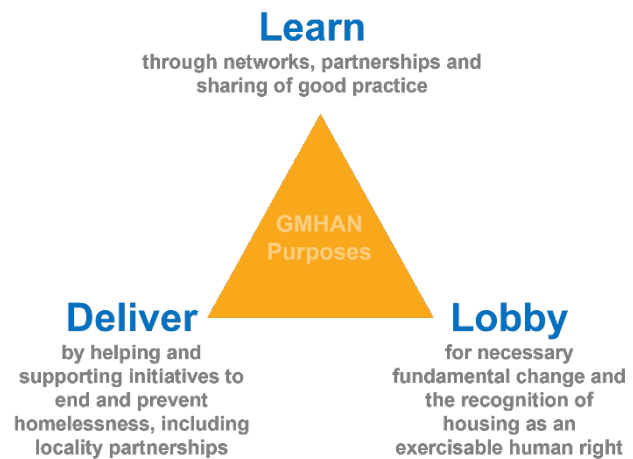 Learn
through networks, partnerships and
sharing of good practice
GMHAN
Purposes
Deliver
by helping and
supporting initiatives to
end and prevent
homelessness, including
locality partnerships
Lobby
for necessary
fundamental change and
the recognition of
housing as an
exercisable human right